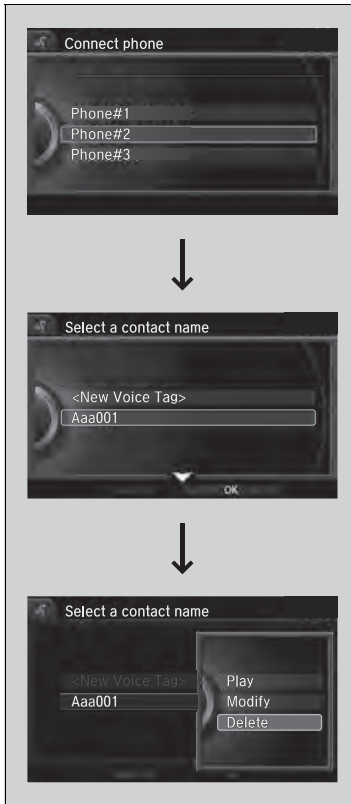 Connect phone
Phone#1
Phone#2
Phone#3
Select a contact name
<New Voice Tag>
Aaa001
OK
Select a contact name
<New Voice Tag>
Aaa001
Play
Modify
Delete